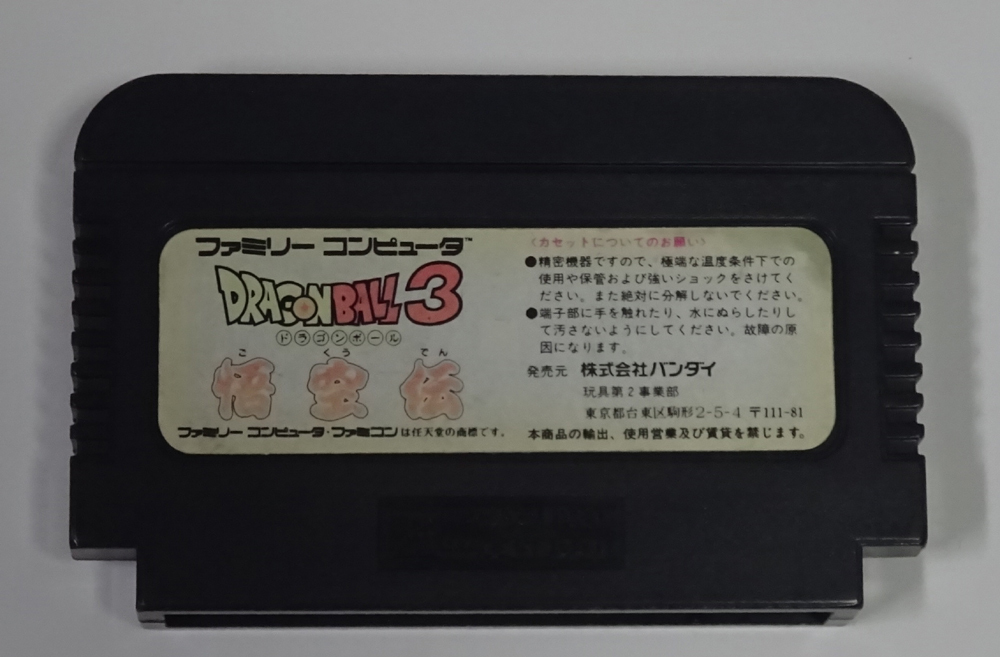 ファミリー コンピュータ™
DRAGON BALL 3
ドラゴンボール
ご くう でん
悟空伝
ファミリー コンピュータ・ファミコンは任天堂の商標です。
〈カセットについてのお願い〉
●精密機器ですので、極端な温度条件下での
使用や保管および強いショックをさけてく
ださい。また絶対に分解しないでください。
●端子部に手を触れたり、水にぬらしたりし
て汚さないようにしてください。故障の原
因になります。
発売元 株式会社バンダイ
玩具第2事業部
東京都台東区駒形2-5-4 〒111-81
本商品の輸出、使用営業及び賃貸を禁じます。